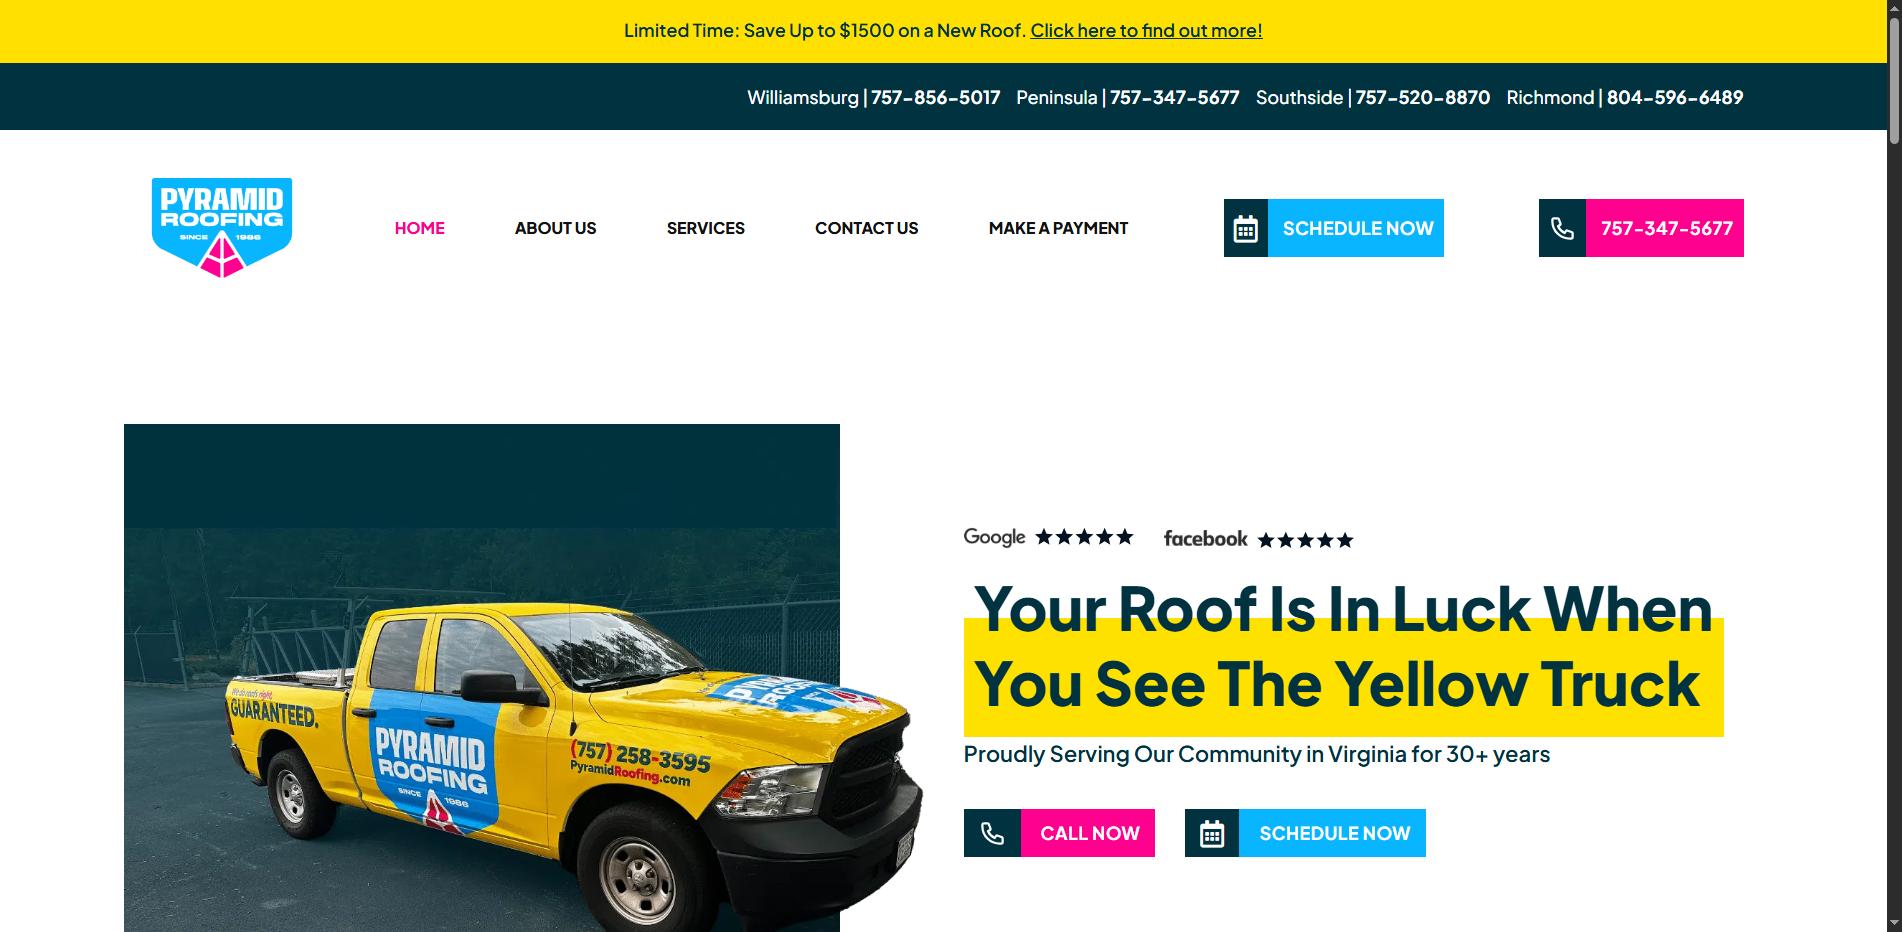 Limited Time: Save Up to $1500 on a New Roof. Click here to find out more!
Williamsburg | 757-856-5017 Peninsula | 757-347-5677 Southside | 757-520-8870 Richmond | 804-596-6489
PYRAMID
ROOFING
SINCE 1986
HOME ABOUT US SERVICES CONTACT US MAKE A PAYMENT SCHEDULE NOW 757-347-5677
Google facebook
Your Roof Is In Luck When
You See The Yellow Truck
Proudly Serving Our Community in Virginia for 30+ years
CALL NOW SCHEDULE NOW
We do roofs right.
GUARANTEED.
PYRAMID
ROOFING
SINCE 1986
(757) 258-3595
PyramidRoofing.com